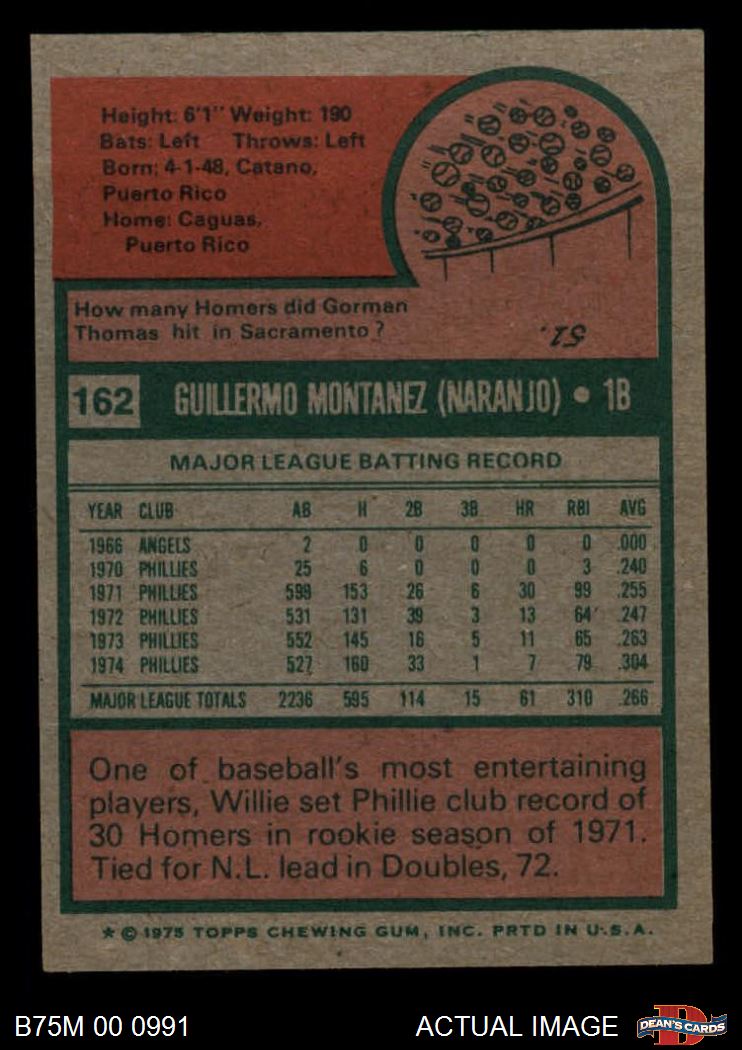 Height: 6'1" Weight: 190
Bats: Left Throws: Left
Born: 4-1-48, Catano,
Puerto Rico
Home: Caguas,
Puerto Rico
How many Homers did Gorman
Thomas hit in Sacramento?
51.
162 GUILLERMO MONTANEZ (NARANJO) • 1B
MAJOR LEAGUE BATTING RECORD
YEAR CLUB AB H 2B 3B HR RBI AVG
1966 ANGELS 2 0 0 0 0 0 .000
1970 PHILLIES 25 6 0 0 0 3 .240
1971 PHILLIES 599 153 26 6 30 99 .255
1972 PHILLIES 531 131 39 3 13 64 .247
1973 PHILLIES 552 145 16 5 11 65 .263
1974 PHILLIES 527 160 33 1 7 79 .304
MAJOR LEAGUE TOTALS 2236 595 114 15 61 310 .266
One of baseball's most entertaining
players, Willie set Phillie club record of
30 Homers in rookie season of 1971.
Tied for N.L. lead in Doubles, 72.
* © 1975 TOPPS CHEWING GUM, INC. PRTD IN U.S.A.
B75M 00 0991 ACTUAL IMAGE DEAN'S CARDS